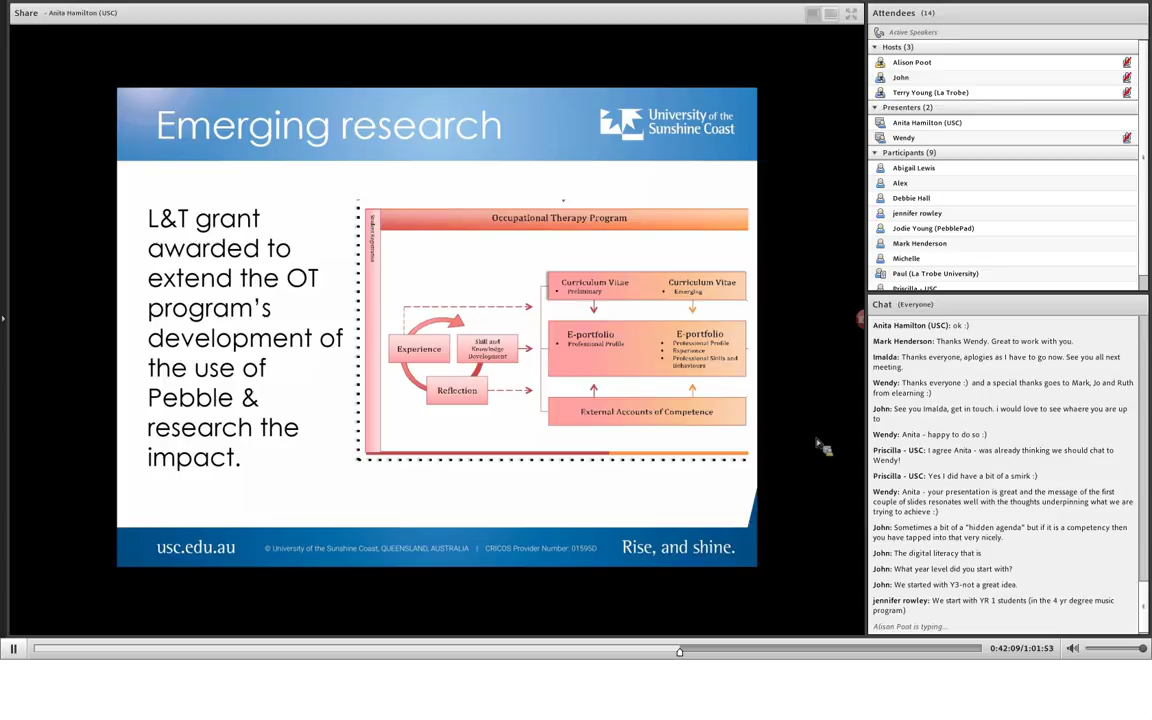 Share - Anita Hamilton (USC)
Emerging research
University of the
Sunshine Coast
L&T grant
awarded to
extend the OT
program's
development of
the use of
Pebble &
research the
impact.
Occupational Therapy Program
Student Registration
Curriculum Vitae
• Preliminary
Curriculum Vitae
• Emerging
Experience
Skill and
Knowledge
Development
Reflection
E-portfolio
• Professional Profile
E-portfolio
• Professional Profile
• Experience
• Professional Skills and
Behaviours
External Accounts of Competence
usc.edu.au
© University of the Sunshine Coast, QUEENSLAND, AUSTRALIA | CRICOS Provider Number: 01595D
Rise, and shine.
Attendees (14)
Active Speakers
Hosts (3)
Alison Poot
John
Terry Young (La Trobe)
Presenters (2)
Anita Hamilton (USC)
Wendy
Participants (9)
Abigail Lewis
Alex
Debbie Hall
jennifer rowley
Jodie Young (PebblePad)
Mark Henderson
Michelle
Paul (La Trobe University)
Priscilla - USC
Chat (Everyone)
Anita Hamilton (USC): ok :)
Mark Henderson: Thanks Wendy. Great to work with you.
Imalda: Thanks everyone, aplogies as I have to go now. See you all next
meeting.
Wendy: Thanks everyone :) and a special thanks goes to Mark, Jo and Ruth
from elearning :)
John: See you Imalda, get in touch. i would love to see whaere you are up
to
Wendy: Anita - happy to do so :)
Priscilla - USC: I agree Anita - was already thinking we should chat to
Wendy!
Priscilla - USC: Yes I did have a bit of a smirk :)
Wendy: Anita - your presentation is great and the message of the first
couple of slides resonates well with the thoughts underpinning what we are
trying to achieve :)
John: Sometimes a bit of a "hidden agenda" but if it is a competency then
you have tapped into that very nicely.
John: The digital literacy that is
John: What year level did you start with?
John: We started with Y3-not a great idea.
jennifer rowley: We start with YR 1 students (in the 4 yr degree music
program)
Alison Poot is typing...
0:42:09/1:01:53